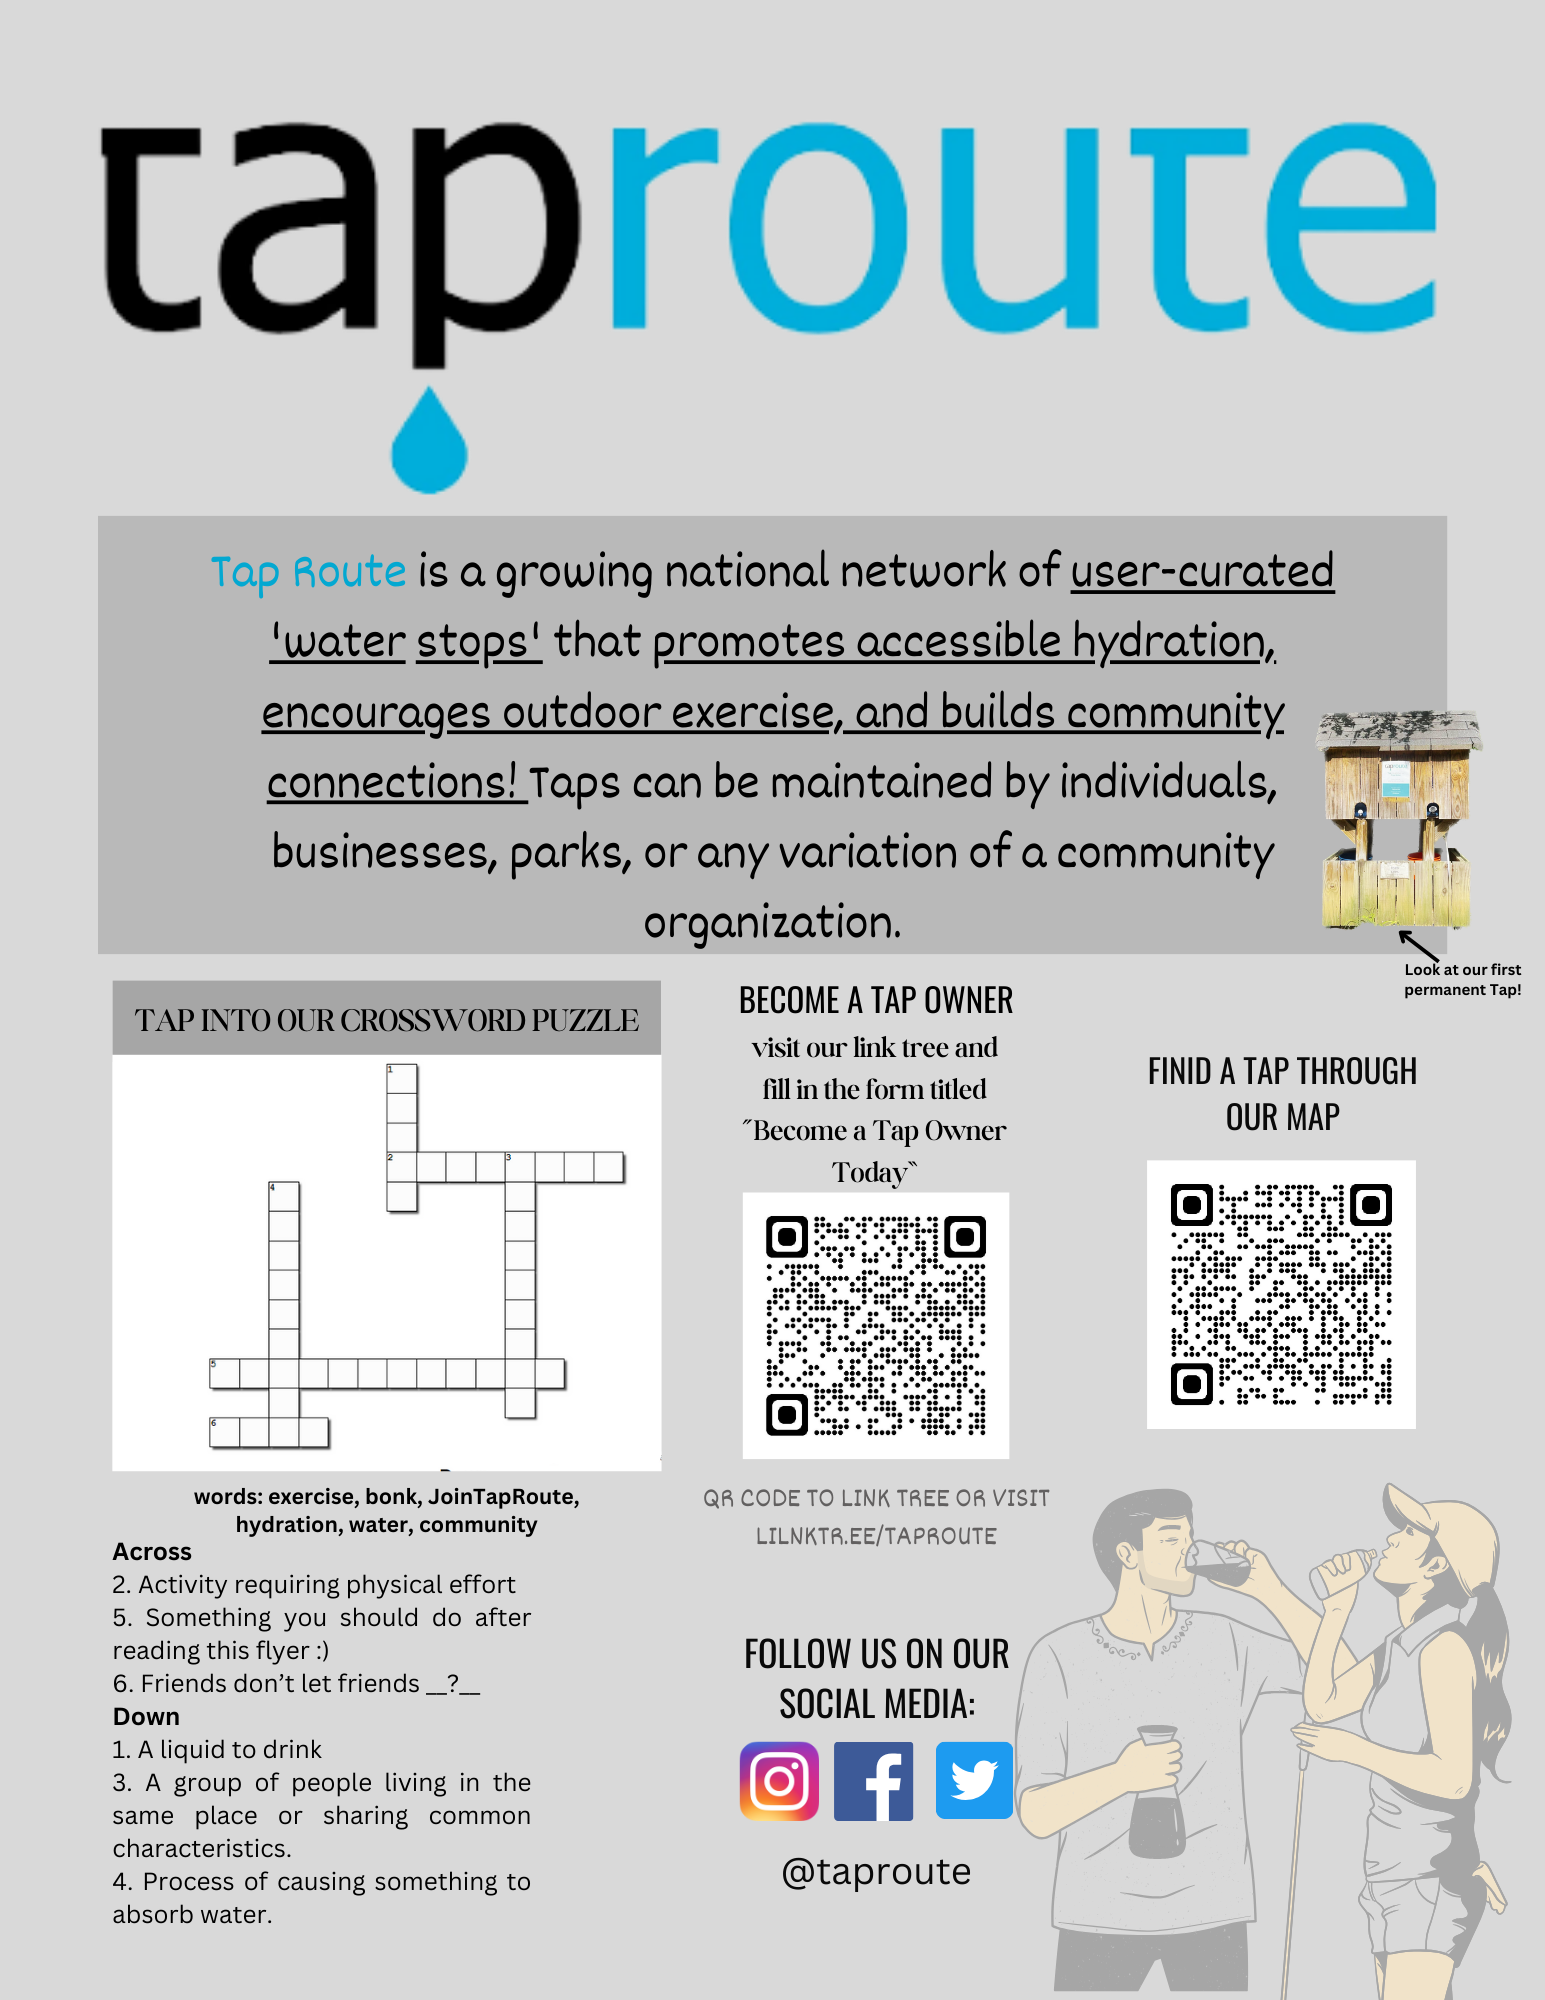 taproute
Tap Route is a growing national network of user-curated
'water stops' that promotes accessible hydration,
encourages outdoor exercise, and builds community
connections! Taps can be maintained by individuals,
businesses, parks, or any variation of a community
organization.
Look at our first
permanent Tap!
TAP INTO OUR CROSSWORD PUZZLE
1
2
3
4
5
6
words: exercise, bonk, JoinTapRoute,
hydration, water, community
Across
2. Activity requiring physical effort
5. Something you should do after
reading this flyer :)
6. Friends don’t let friends __?__
Down
1. A liquid to drink
3. A group of people living in the
same place or sharing common
characteristics.
4. Process of causing something to
absorb water.
BECOME A TAP OWNER
visit our link tree and
fill in the form titled
"Become a Tap Owner
Today"
QR CODE TO LINK TREE OR VISIT
LILNKTR.EE/TAPROUTE
FOLLOW US ON OUR
SOCIAL MEDIA:
@taproute
FINID A TAP THROUGH
OUR MAP